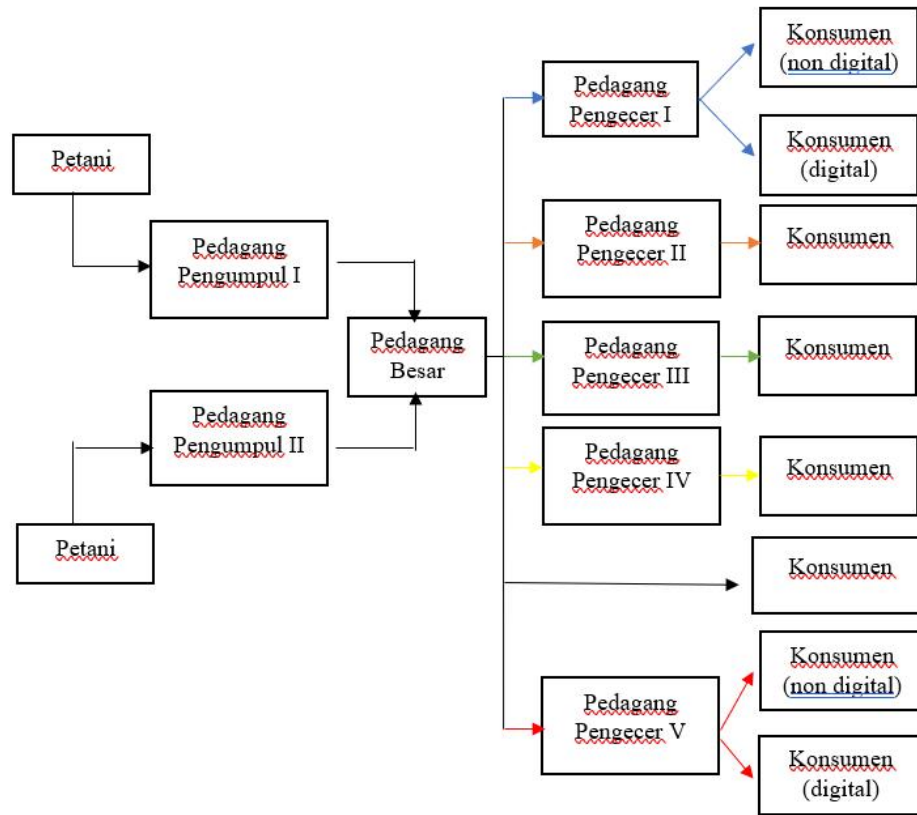 Petani
Pedagang
Pengumpul I
Pedagang
Pengumpul II
Petani
Pedagang
Besar
Pedagang
Pengecer I
Konsumen
(non digital)
Konsumen
(digital)
Pedagang
Pengecer II
Konsumen
Pedagang
Pengecer III
Konsumen
Pedagang
Pengecer IV
Konsumen
Konsumen
Pedagang
Pengecer V
Konsumen
(non digital)
Konsumen
(digital)